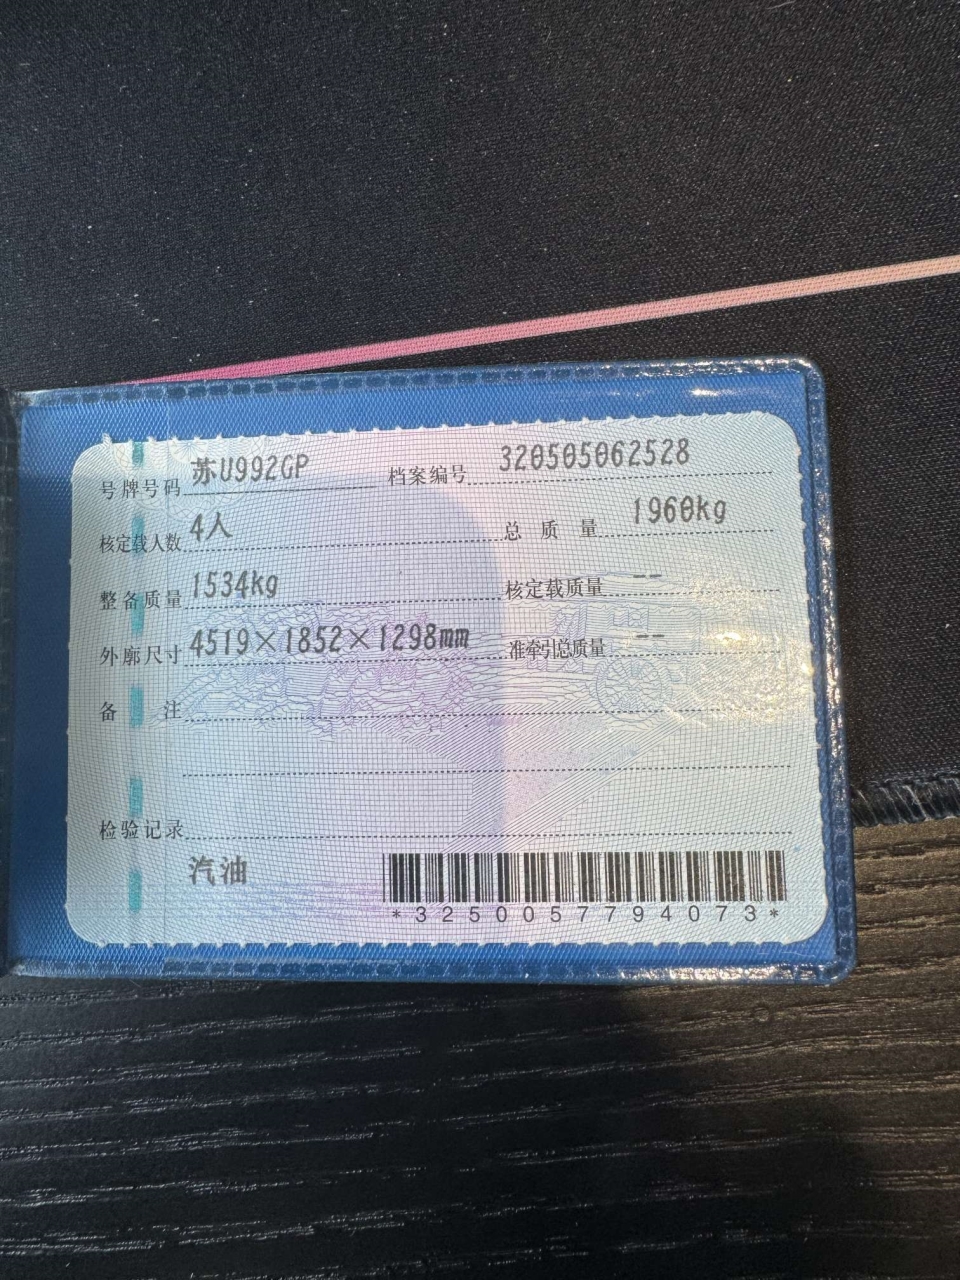 号牌号码 苏U992GP 档案编号 320505062528
核定载人数 4人 总质量 1960kg
整备质量 1534kg 核定载质量 --
外廓尺寸 4519×1852×1298mm 准牵引总质量 --
备注
检验记录
汽油
*3250057794073*